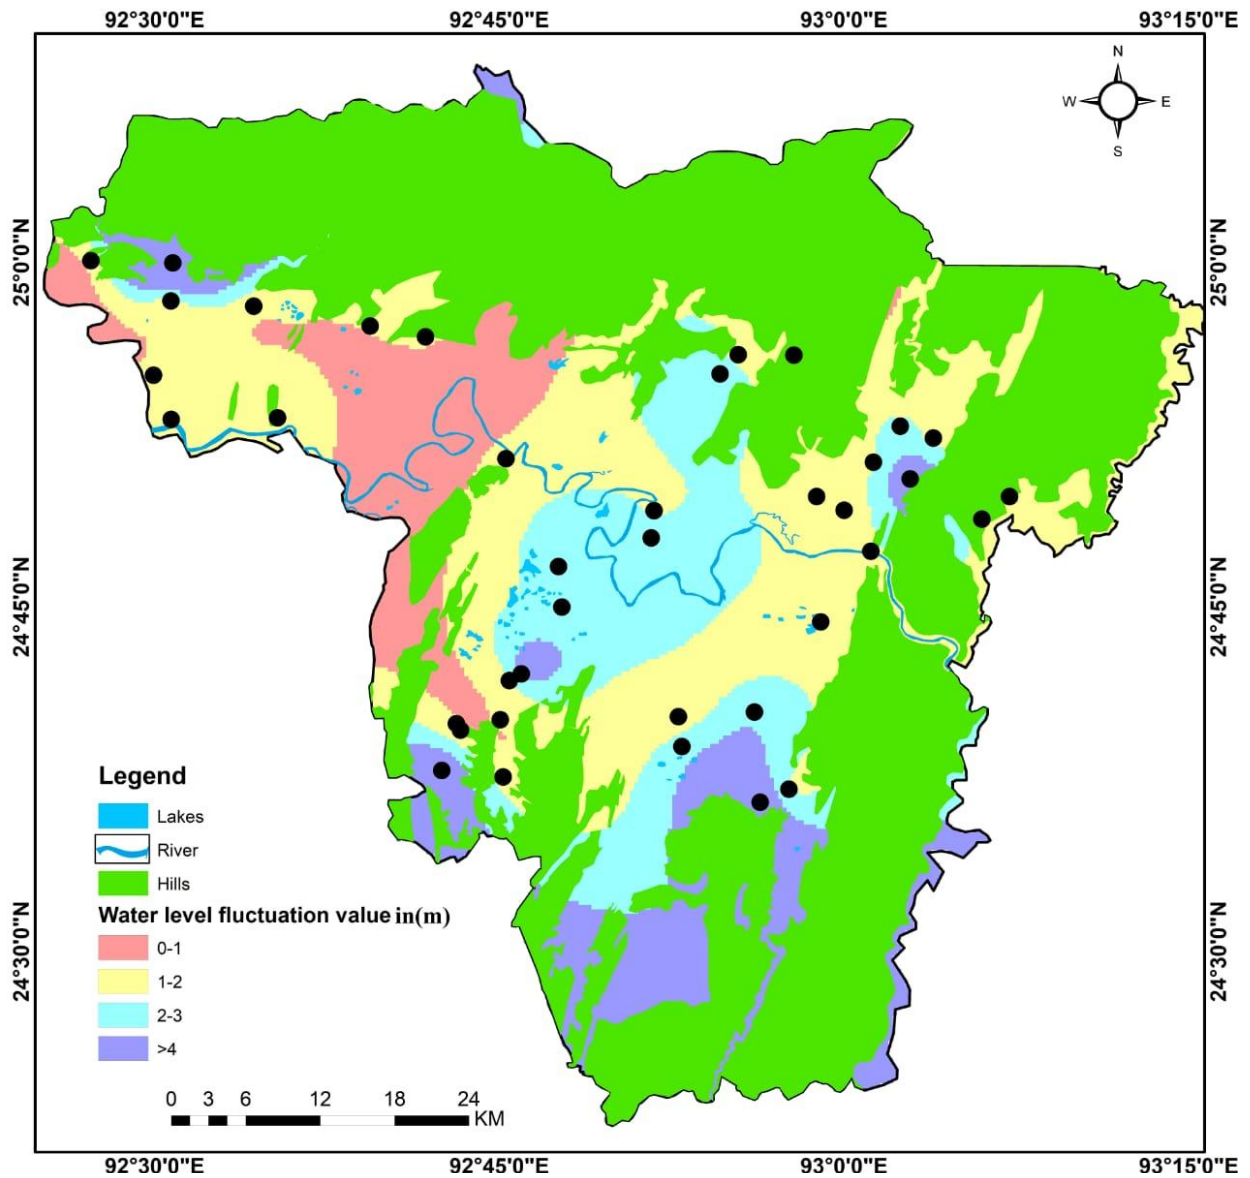 92°30'0"E 92°45'0"E 93°0'0"E 93°15'0"E
N
W E
S
25°0'0"N 25°0'0"N
24°45'0"N 24°45'0"N
Legend
Lakes
River
Hills
Water level fluctuation value in(m)
0-1
1-2
2-3
>4
24°30'0"N 24°30'0"N
0 3 6 12 18 24
KM
92°30'0"E 92°45'0"E 93°0'0"E 93°15'0"E